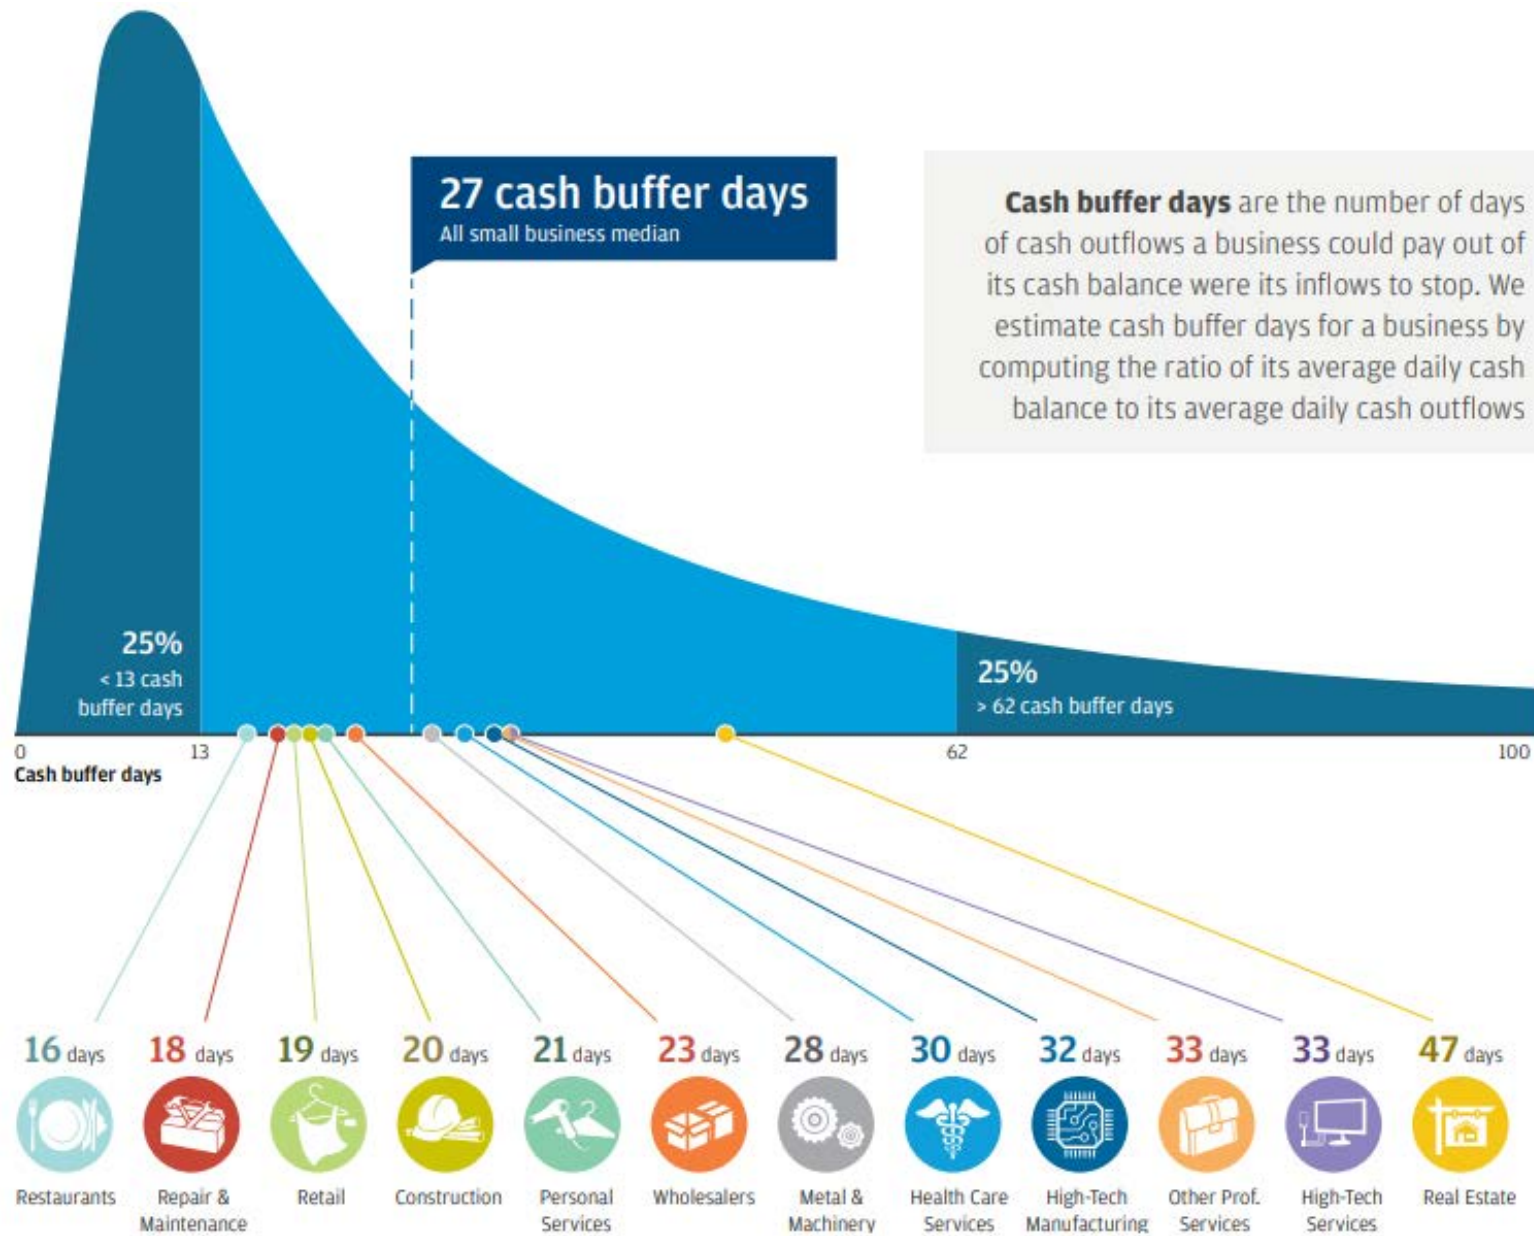 27 cash buffer days
All small business median
Cash buffer days are the number of days
of cash outflows a business could pay out of
its cash balance were its inflows to stop. We
estimate cash buffer days for a business by
computing the ratio of its average daily cash
balance to its average daily cash outflows
25%
< 13 cash
buffer days
25%
> 62 cash buffer days
0
13
62
100
Cash buffer days
16 days
18 days
19 days
20 days
21 days
23 days
28 days
30 days
32 days
33 days
33 days
47 days
Restaurants
Repair &
Maintenance
Retail
Construction
Personal
Services
Wholesalers
Metal &
Machinery
Health Care
Services
High-Tech
Manufacturing
Other Prof.
Services
High-Tech
Services
Real Estate